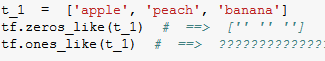 t_1 = ['apple', 'peach', 'banana']
tf.zeros_like(t_1) # ==> ['' '' '']
tf.ones_like(t_1) # ==> ??????????????